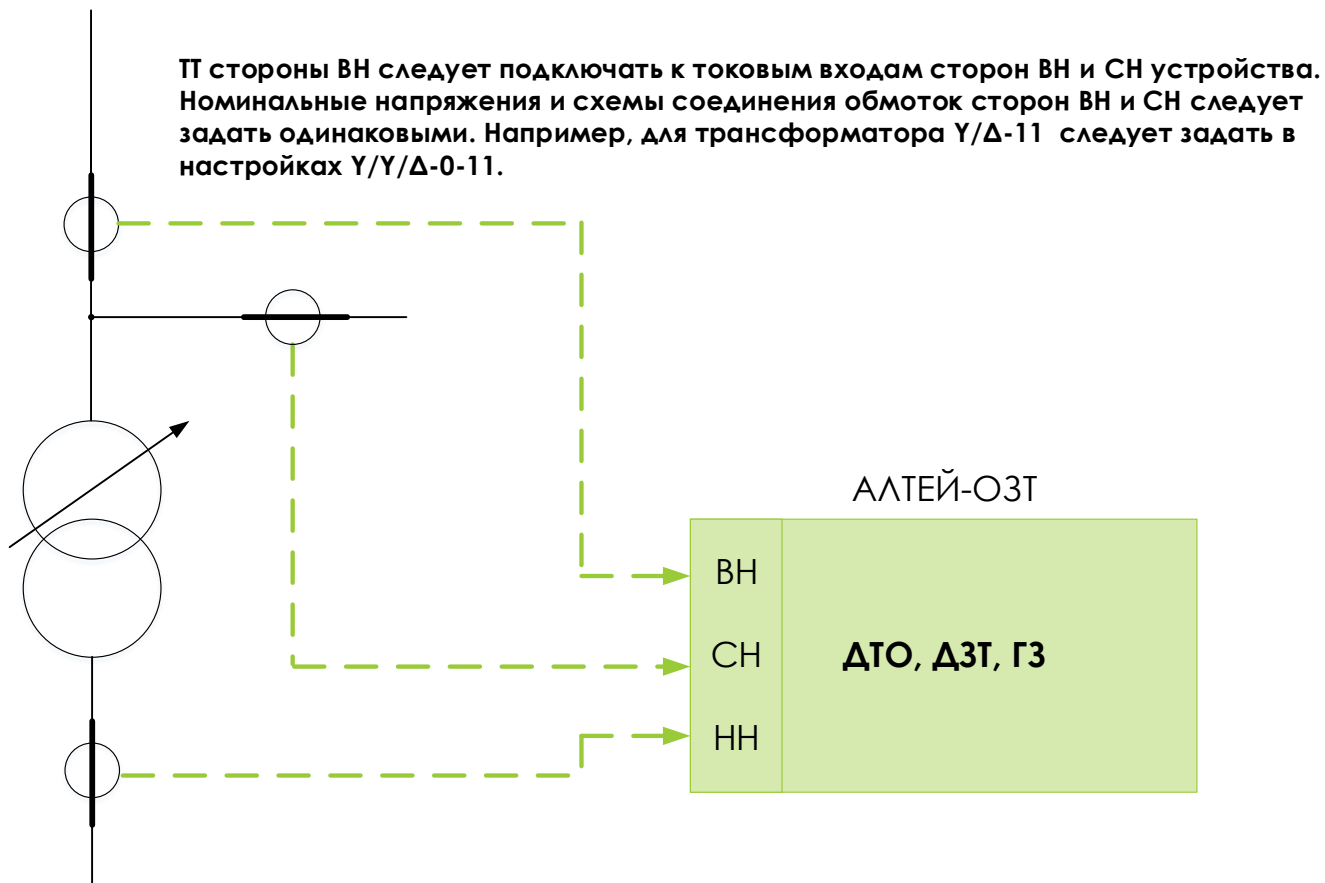 ТТ стороны ВН следует подключать к токовым входам сторон ВН и СН устройства.
Номинальные напряжения и схемы соединения обмоток сторон ВН и СН следует
задать одинаковыми. Например, для трансформатора Y/Δ-11 следует задать в
настройках Y/Y/Δ-0-11.
АЛТЕЙ-ОЗТ
ВН
СН
ДТО, ДЗТ, ГЗ
НН